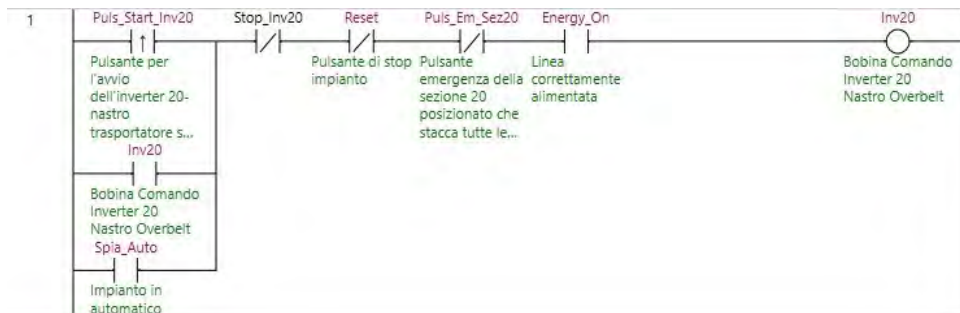 1
Puls_Start_Inv20
Stop_Inv20
Reset
Puls_Em_Sez20
Energy_On
Inv20
Pulsante per
l'avvio
dell'inverter 20-
nastro
trasportatore s...
Pulsante di stop
impianto
Pulsante
emergenza della
sezione 20
posizionato che
stacca tutte le...
Linea
correttamente
alimentata
Bobina Comando
Inverter 20
Nastro Overbelt
Inv20
Bobina Comando
Inverter 20
Nastro Overbelt
Spia_Auto
Impianto in
automatico